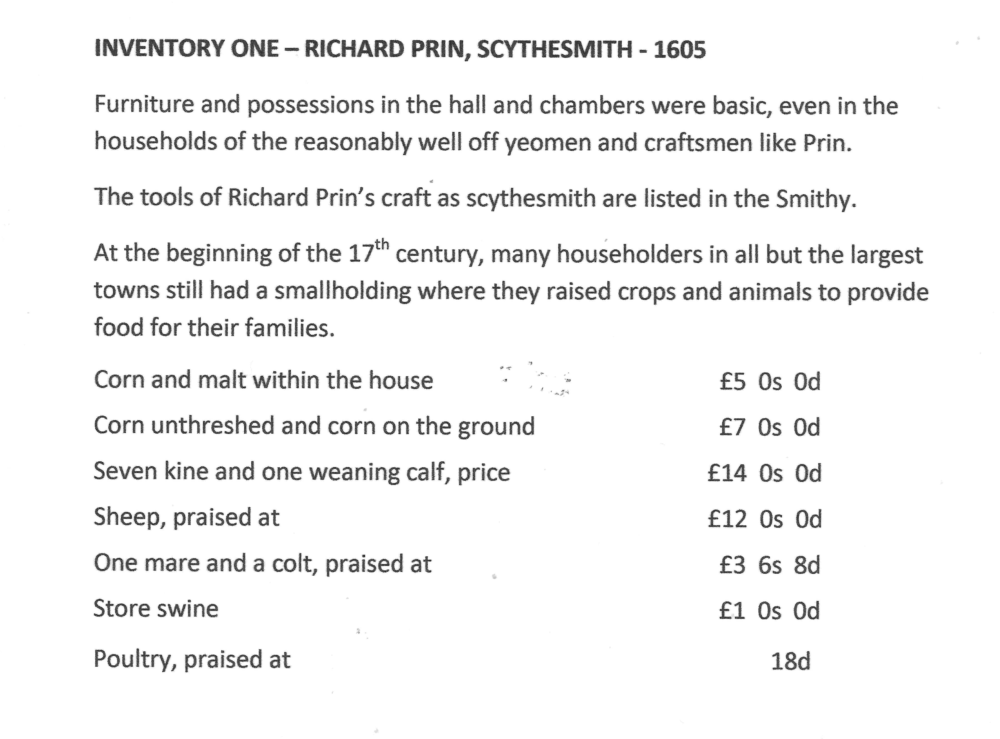 INVENTORY ONE – RICHARD PRIN, SCYTHESMITH - 1605
Furniture and possessions in the hall and chambers were basic, even in the
households of the reasonably well off yeomen and craftsmen like Prin.
The tools of Richard Prin's craft as scythesmith are listed in the Smithy.
At the beginning of the 17th century, many householders in all but the largest
towns still had a smallholding where they raised crops and animals to provide
food for their families.
Corn and malt within the house £5 0s 0d
Corn unthreshed and corn on the ground £7 0s 0d
Seven kine and one weaning calf, price £14 0s 0d
Sheep, praised at £12 0s 0d
One mare and a colt, praised at £3 6s 8d
Store swine £1 0s 0d
Poultry, praised at 18d